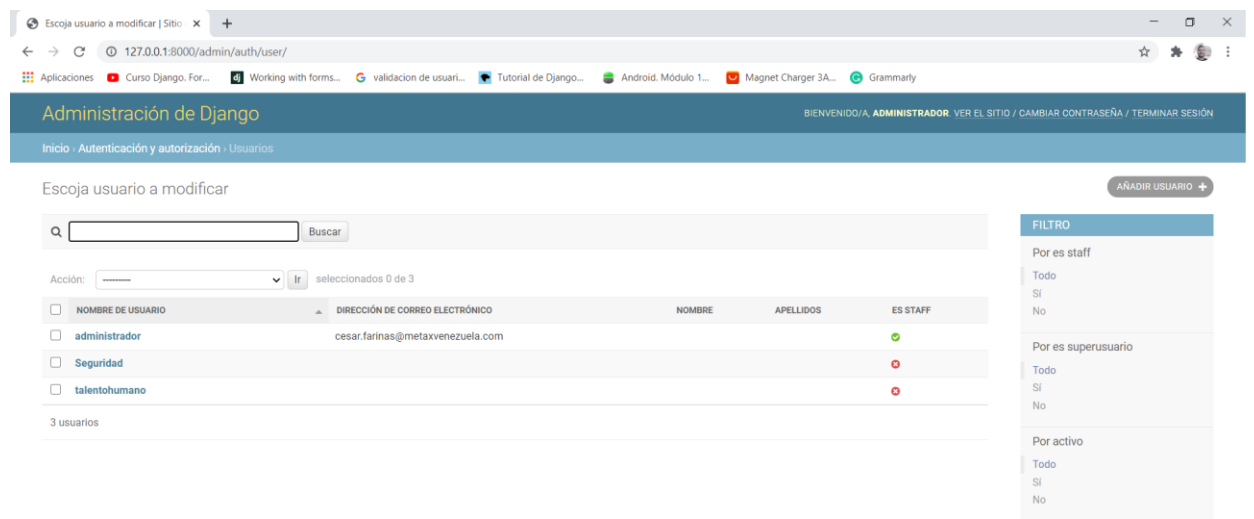 Escoja usuario a modificar | Sitio
127.0.0.1:8000/admin/auth/user/
Aplicaciones Curso Django. For... Working with forms... validacion de usuari... Tutorial de Django... Android. Módulo 1... Magnet Charger 3A... Grammarly
Administración de Django
BIENVENIDO/A, ADMINISTRADOR. VER EL SITIO / CAMBIAR CONTRASEÑA / TERMINAR SESIÓN
Inicio › Autenticación y autorización › Usuarios
Escoja usuario a modificar
AÑADIR USUARIO +
Buscar
Acción: --------- Ir seleccionados 0 de 3
NOMBRE DE USUARIO DIRECCIÓN DE CORREO ELECTRÓNICO NOMBRE APELLIDOS ES STAFF
administrador cesar.farinas@metaxvenezuela.com
Seguridad
talentohumano
3 usuarios
FILTRO
Por es staff
Todo
Sí
No
Por es superusuario
Todo
Sí
No
Por activo
Todo
Sí
No